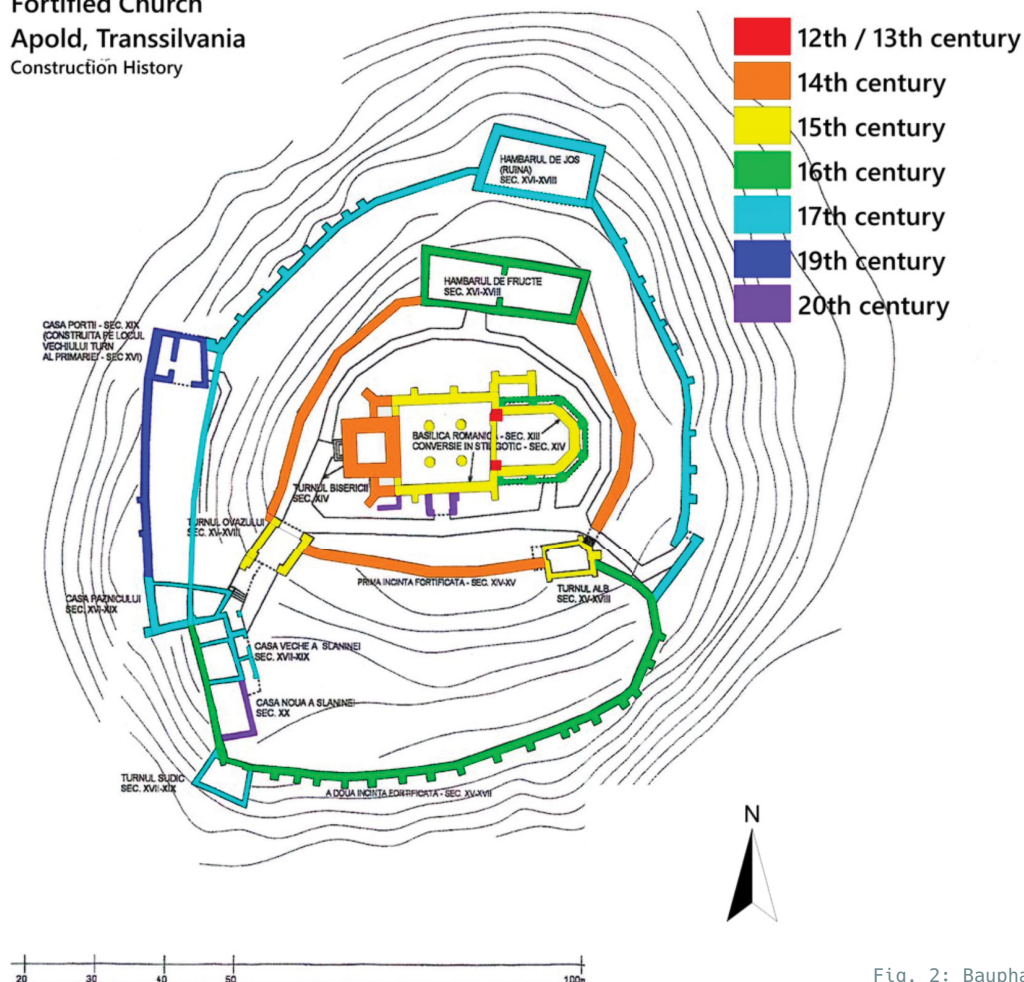 Fortified Church
Apold, Transsilvania
Construction History
12th / 13th century
14th century
15th century
16th century
17th century
19th century
20th century
HAMBARUL DE JOS
(RUINA)
SEC. XVI-XVIII
HAMBARUL DE FRUCTE
SEC. XVI-XVIII
CASA PORTII - SEC. XIX
(CONSTRUITA PE LOCUL
VECHIULUI TURN
AL PRIMARIEI - SEC XVI)
BASILICA ROMANICA - SEC. XIII
CONVERSIE IN STIL GOTIC - SEC. XIV
TURNUL BISERICII
SEC. XIV
TURNUL OVAZULUI
SEC. XV-XVIII
PRIMA INCINTA FORTIFICATA - SEC. XIV-XV
TURNUL ALB
SEC. XV-XVIII
CASA PAZNICULUI
SEC. XVI-XIX
CASA VECHE A SLANINEI
SEC. XVII-XIX
CASA NOUA A SLANINEI
SEC. XX
TURNUL SUDIC
SEC. XVII-XIX
A DOUA INCINTA FORTIFICATA - SEC. XV-XVII
N
20 30 40 50 100m
Fig. 2: Baupha